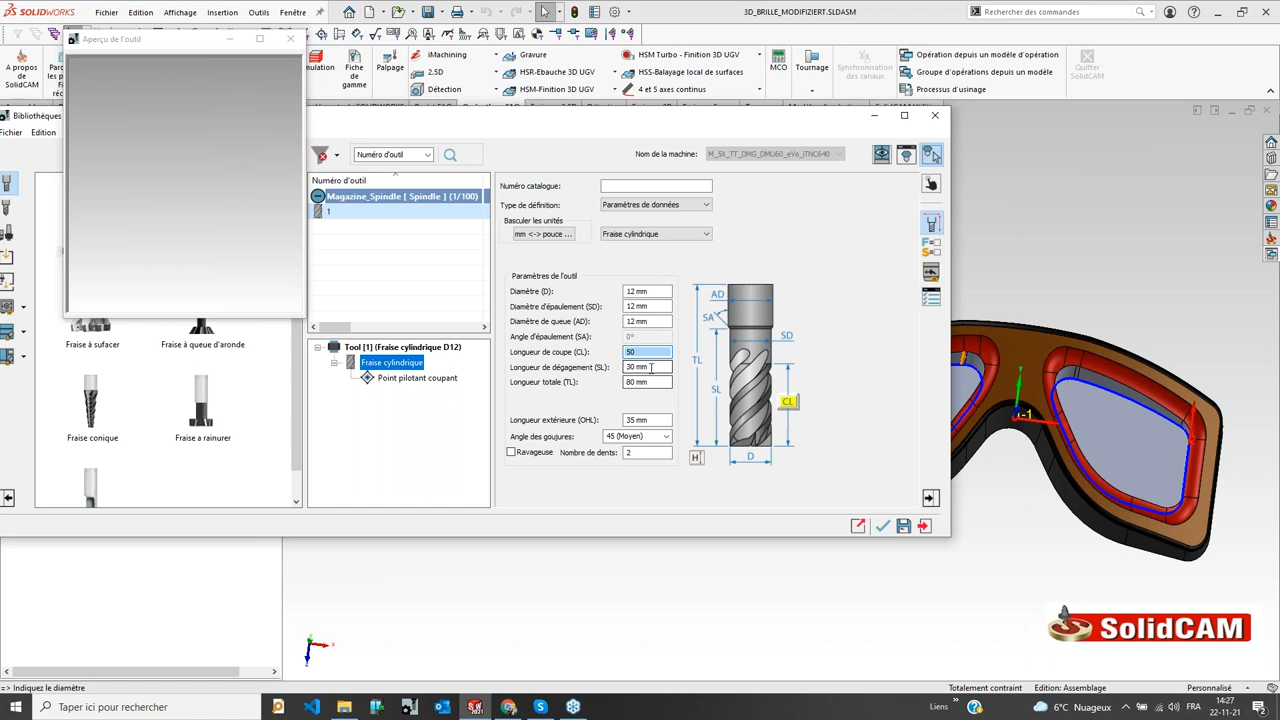 SOLIDWORKS
Fichier
Edition
Affichage
Insertion
Outils
Fenêtre
3D_BRILLE_MODIFIZIERT.SLDASM
Rechercher des commandes
Aperçu de l'outil
A propos
de
SolidCAM
Fiche
de
gamme
Palpage
iMachining
2.5D
Détection
Gravure
HSR-Ebauche 3D UGV
HSM-Finition 3D UGV
HSM Turbo - Finition 3D UGV
HSS-Balayage local de surfaces
4 et 5 axes continus
MCO
Tournage
Synchronisation
des canaux
Opération depuis un modèle d'opération
Groupe d'opérations depuis un modèle
Processus d'usinage
Quitter
SolidCAM
Bibliothèques
Fichier
Edition
Numéro d'outil
Nom de la machine:
M_5X_TT_DMG_DMU60_eVo_iTNC640
Numéro d'outil
Magazine_Spindle [ Spindle ] (1/100)
1
Numéro catalogue:
Type de définition:
Paramètres de données
Basculer les unités
mm <-> pouce ...
Fraise cylindrique
Paramètres de l'outil
Diamètre (D):
12 mm
Diamètre d'épaulement (SD):
12 mm
Diamètre de queue (AD):
12 mm
Angle d'épaulement (SA):
0°
Longueur de coupe (CL):
50
Longueur de dégagement (SL):
30 mm
Longueur totale (TL):
80 mm
Longueur extérieure (OHL):
35 mm
Angle des goujures:
45 (Moyen)
Ravageuse
Nombre de dents:
2
AD
SA
SD
TL
SL
CL
H
D
F=
S=
Fraise à surfacer
Fraise à queue d'aronde
Fraise conique
Fraise a rainurer
Tool [1] (Fraise cylindrique D12)
Fraise cylindrique
Point pilotant coupant
Y
X
SolidCAM
=> Indiquez le diamètre
Totalement contraint
Edition: Assemblage
Personnalisé
Taper ici pour rechercher
Liens
6°C Nuageux
FRA
14:27
22-11-21